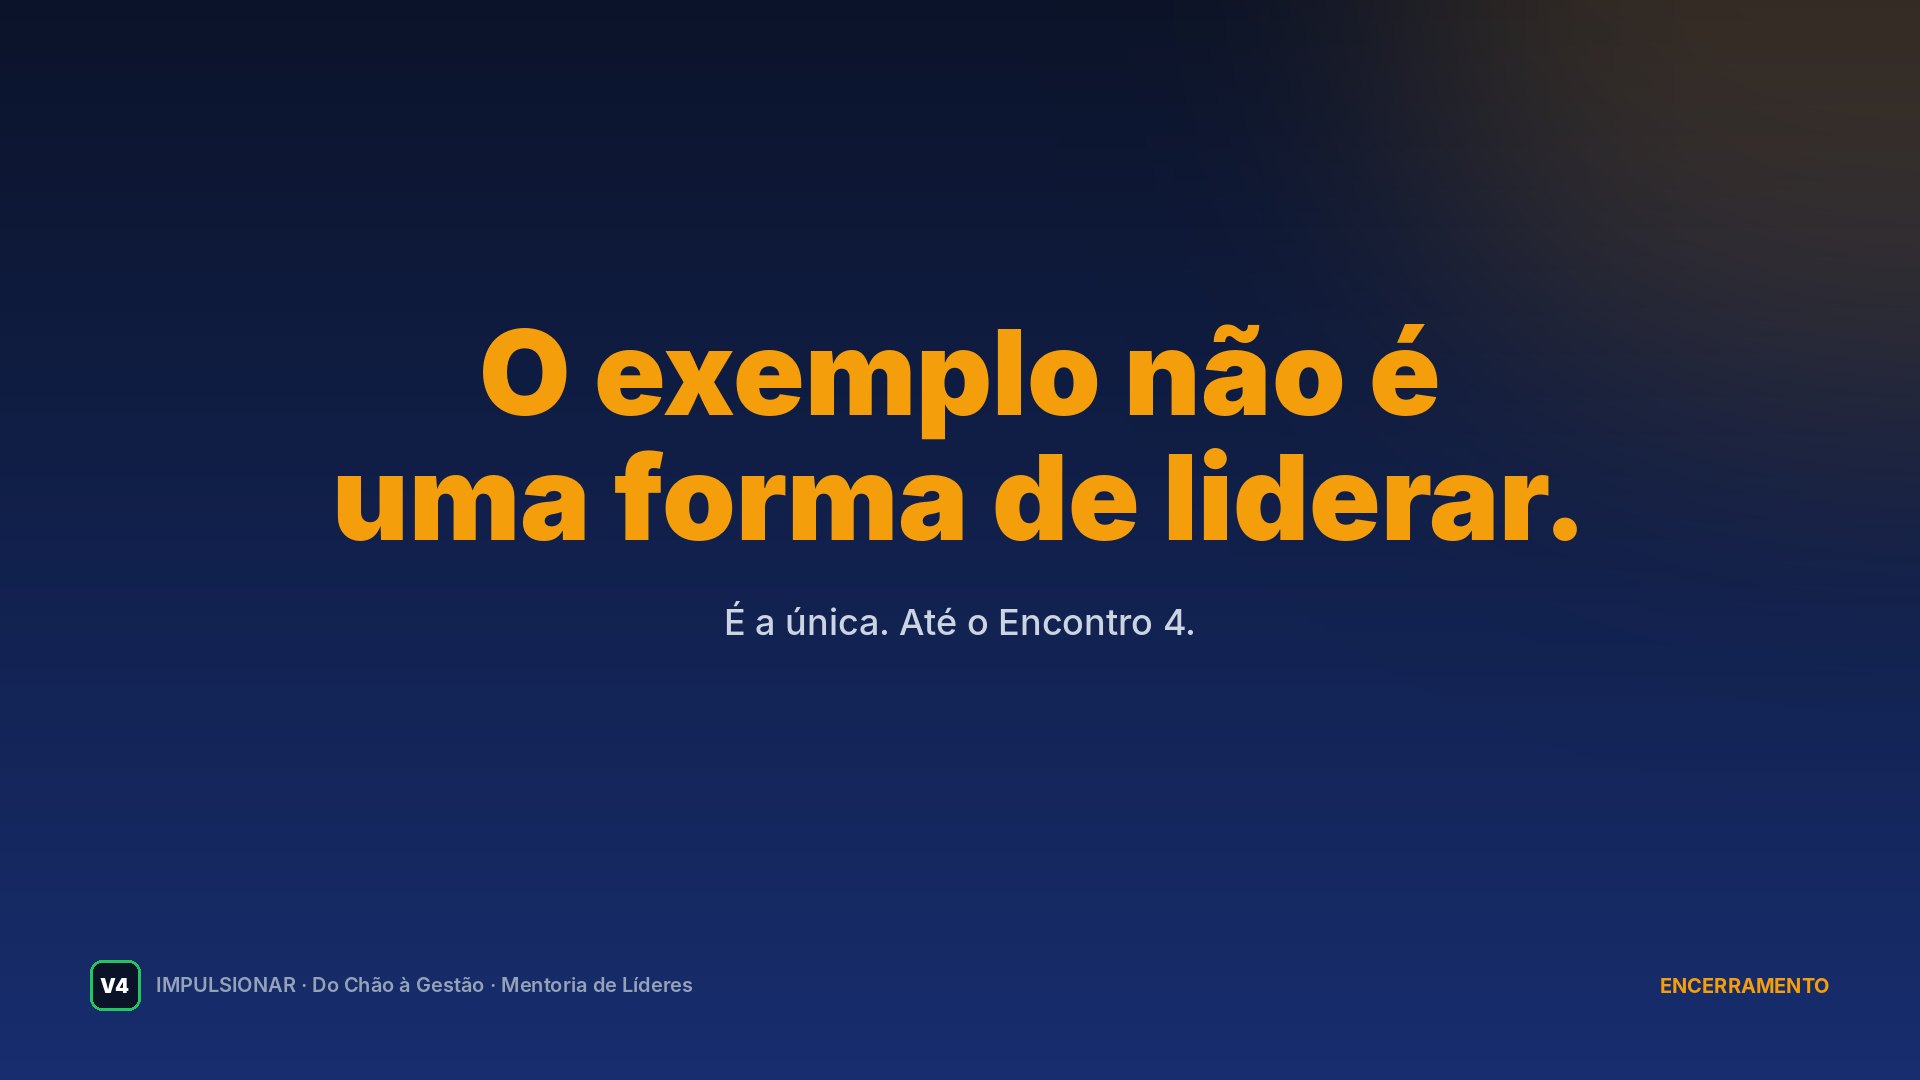 O exemplo não é
uma forma de liderar.
É a única. Até o Encontro 4.
V4
IMPULSIONAR · Do Chão à Gestão · Mentoria de Líderes
ENCERRAMENTO